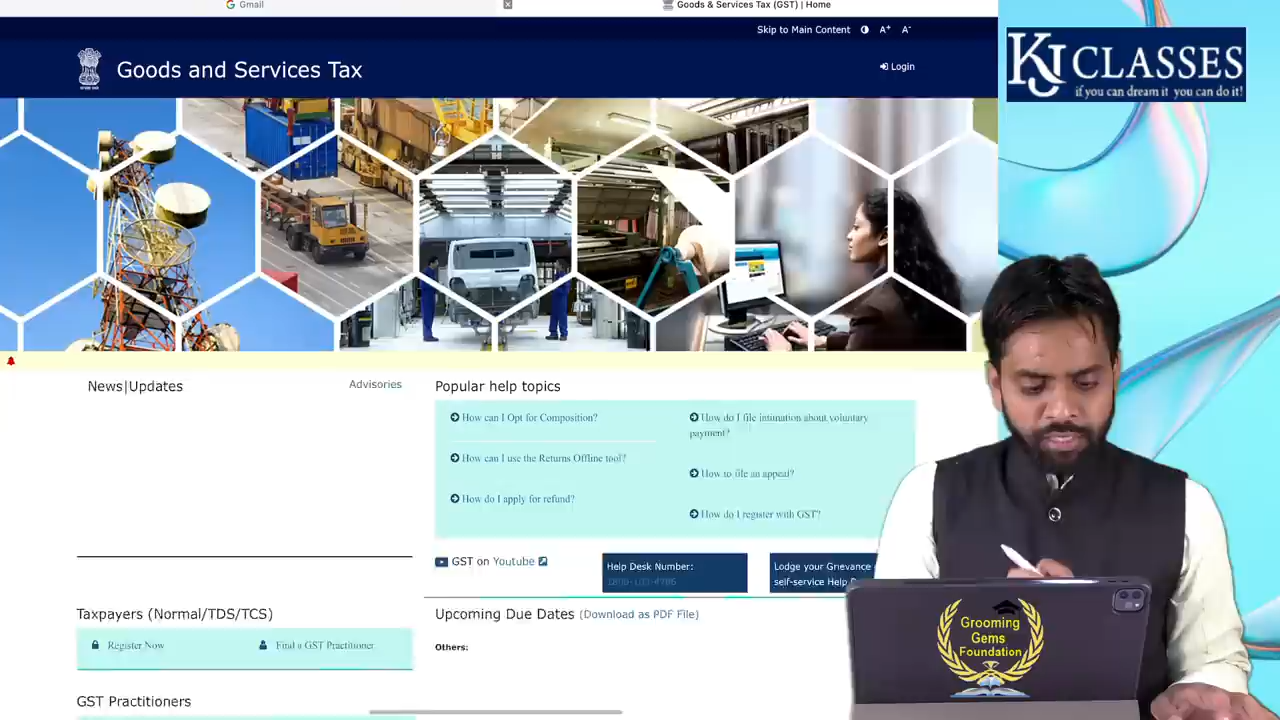 Gmail
Goods & Services Tax (GST) | Home
Skip to Main Content A+ A-
Goods and Services Tax
Login
KJ CLASSES
if you can dream it you can do it!
News|Updates
Advisories
Popular help topics
How can I Opt for Composition?
How can I use the Returns Offline tool?
How do I apply for refund?
How do I file intimation about voluntary
payment?
How to file an appeal?
How do I register with GST?
GST on Youtube
Help Desk Number:
1800-103-4786
Lodge your Grievance
self-service Help
Taxpayers (Normal/TDS/TCS)
Register Now
Find a GST Practitioner
Upcoming Due Dates (Download as PDF File)
Others:
GST Practitioners
Grooming
Gems
Foundation